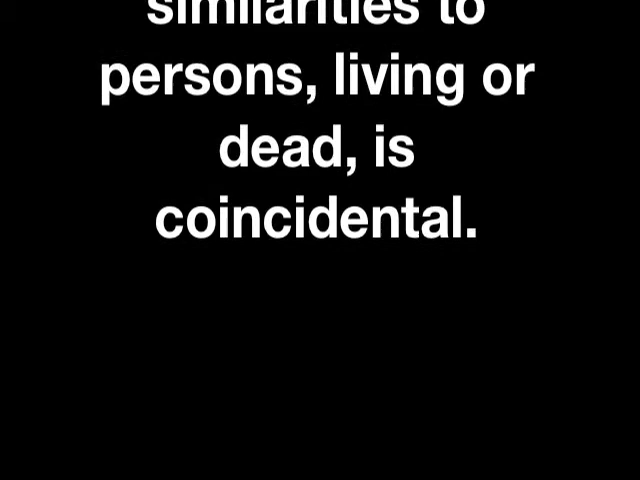 similarities to
persons, living or
dead, is
coincidental.